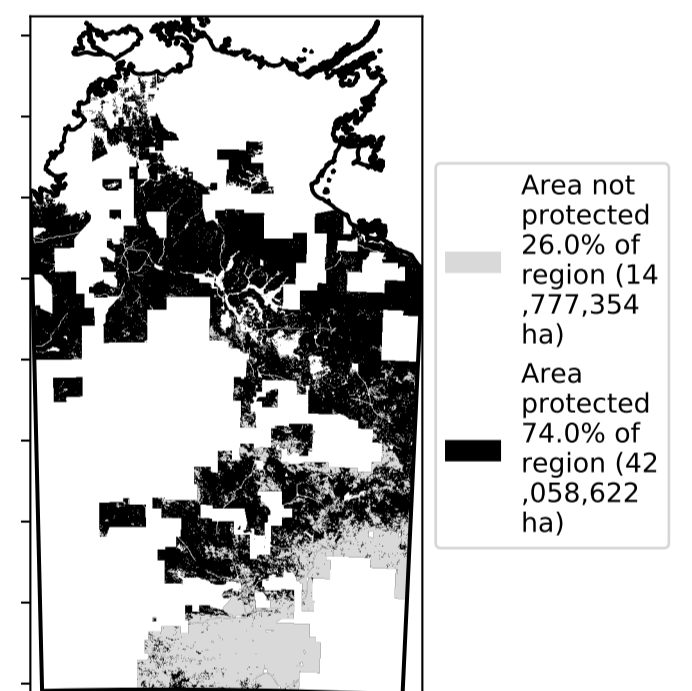 Area not
protected
26.0% of
region (14
,777,354
ha)
Area
protected
74.0% of
region (42
,058,622
ha)